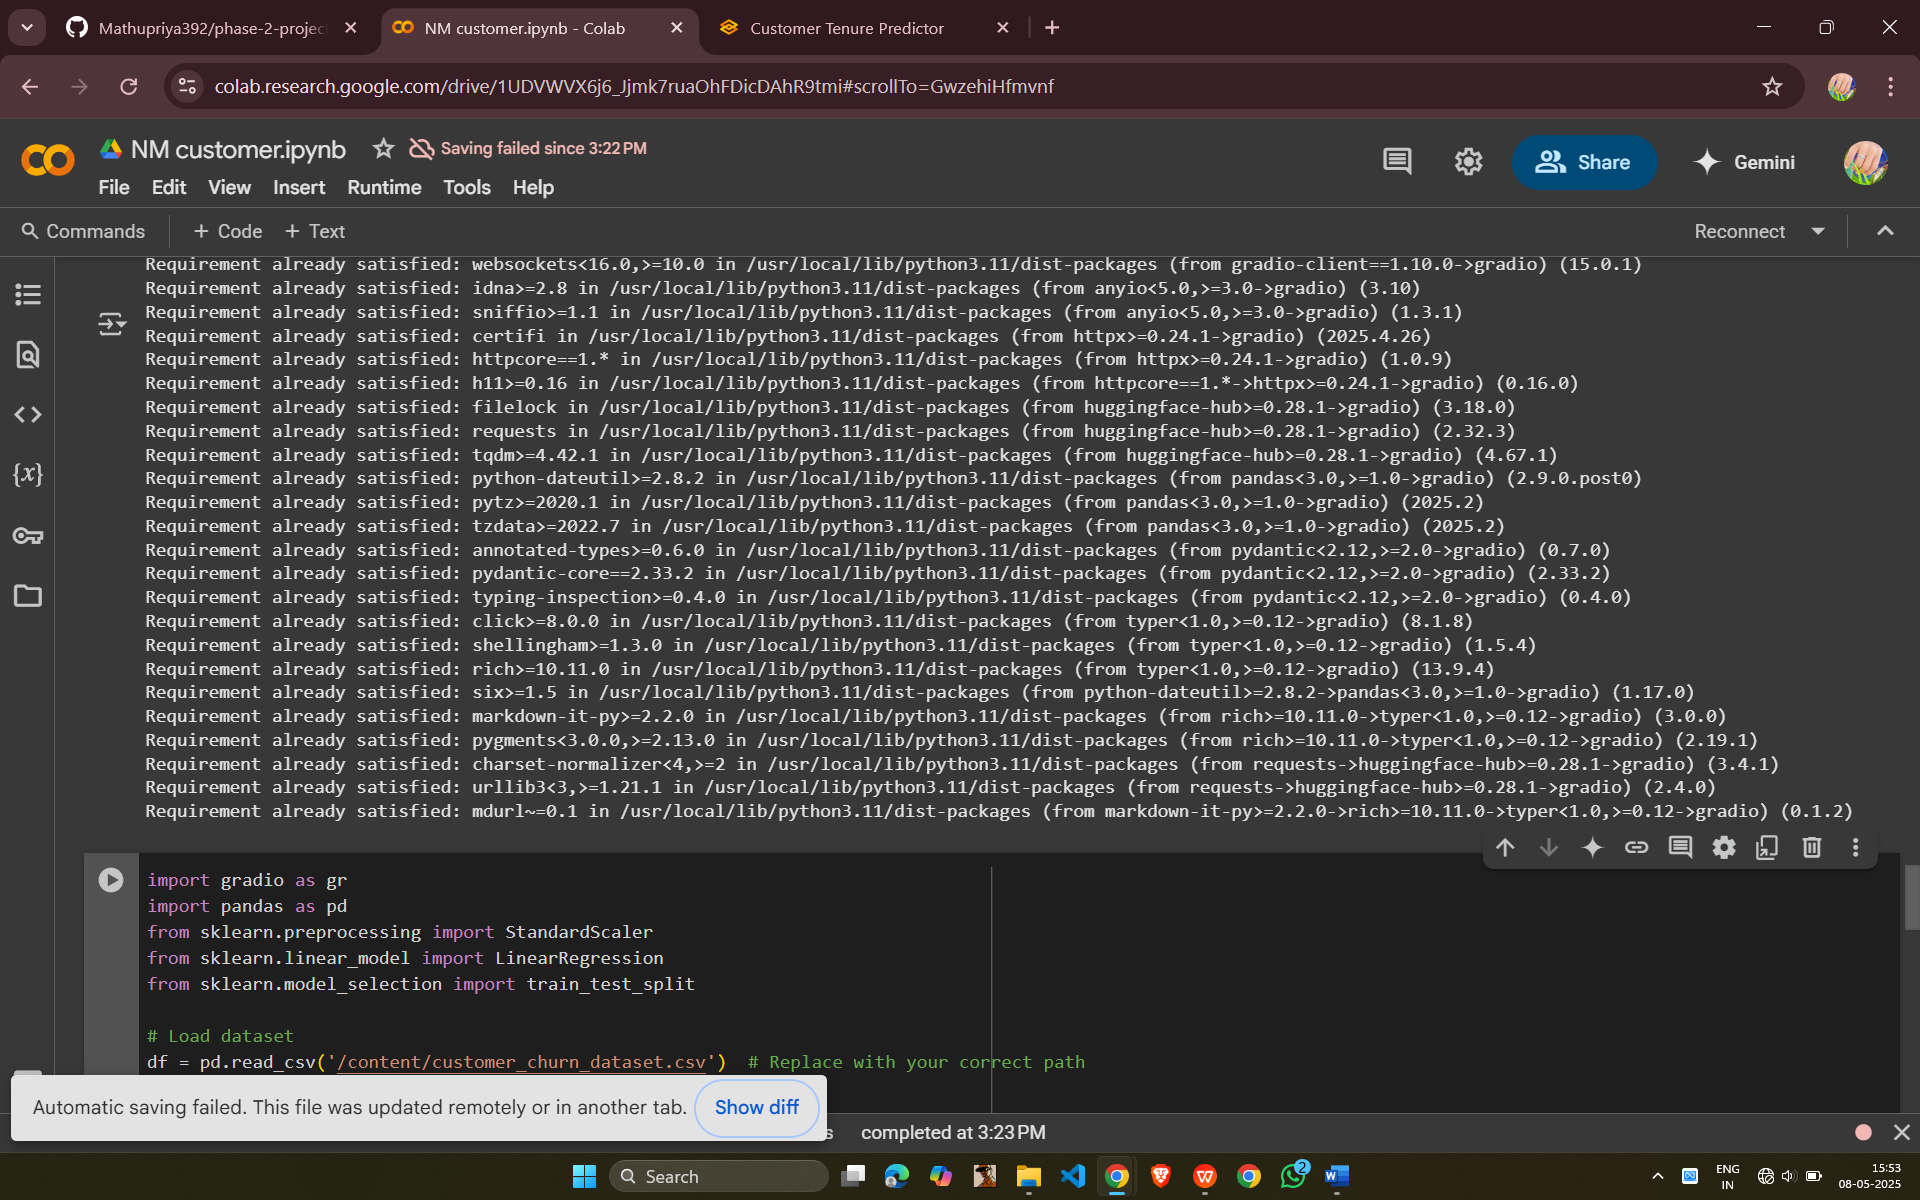 Mathupriya392/phase-2-project
NM customer.ipynb - Colab
Customer Tenure Predictor
colab.research.google.com/drive/1UDVWVX6j6_Jjmk7ruaOhFDicDAhR9tmi#scrollTo=GwzehiHfmvnf
NM customer.ipynb
Saving failed since 3:22 PM
Share
Gemini
File Edit View Insert Runtime Tools Help
Commands + Code + Text
Reconnect
Requirement already satisfied: websockets<16.0,>=10.0 in /usr/local/lib/python3.11/dist-packages (from gradio-client==1.10.0->gradio) (15.0.1)
Requirement already satisfied: idna>=2.8 in /usr/local/lib/python3.11/dist-packages (from anyio<5.0,>=3.0->gradio) (3.10)
Requirement already satisfied: sniffio>=1.1 in /usr/local/lib/python3.11/dist-packages (from anyio<5.0,>=3.0->gradio) (1.3.1)
Requirement already satisfied: certifi in /usr/local/lib/python3.11/dist-packages (from httpx>=0.24.1->gradio) (2025.4.26)
Requirement already satisfied: httpcore==1.* in /usr/local/lib/python3.11/dist-packages (from httpx>=0.24.1->gradio) (1.0.9)
Requirement already satisfied: h11>=0.16 in /usr/local/lib/python3.11/dist-packages (from httpcore==1.*->httpx>=0.24.1->gradio) (0.16.0)
Requirement already satisfied: filelock in /usr/local/lib/python3.11/dist-packages (from huggingface-hub>=0.28.1->gradio) (3.18.0)
Requirement already satisfied: requests in /usr/local/lib/python3.11/dist-packages (from huggingface-hub>=0.28.1->gradio) (2.32.3)
Requirement already satisfied: tqdm>=4.42.1 in /usr/local/lib/python3.11/dist-packages (from huggingface-hub>=0.28.1->gradio) (4.67.1)
Requirement already satisfied: python-dateutil>=2.8.2 in /usr/local/lib/python3.11/dist-packages (from pandas<3.0,>=1.0->gradio) (2.9.0.post0)
Requirement already satisfied: pytz>=2020.1 in /usr/local/lib/python3.11/dist-packages (from pandas<3.0,>=1.0->gradio) (2025.2)
Requirement already satisfied: tzdata>=2022.7 in /usr/local/lib/python3.11/dist-packages (from pandas<3.0,>=1.0->gradio) (2025.2)
Requirement already satisfied: annotated-types>=0.6.0 in /usr/local/lib/python3.11/dist-packages (from pydantic<2.12,>=2.0->gradio) (0.7.0)
Requirement already satisfied: pydantic-core==2.33.2 in /usr/local/lib/python3.11/dist-packages (from pydantic<2.12,>=2.0->gradio) (2.33.2)
Requirement already satisfied: typing-inspection>=0.4.0 in /usr/local/lib/python3.11/dist-packages (from pydantic<2.12,>=2.0->gradio) (0.4.0)
Requirement already satisfied: click>=8.0.0 in /usr/local/lib/python3.11/dist-packages (from typer<1.0,>=0.12->gradio) (8.1.8)
Requirement already satisfied: shellingham>=1.3.0 in /usr/local/lib/python3.11/dist-packages (from typer<1.0,>=0.12->gradio) (1.5.4)
Requirement already satisfied: rich>=10.11.0 in /usr/local/lib/python3.11/dist-packages (from typer<1.0,>=0.12->gradio) (13.9.4)
Requirement already satisfied: six>=1.5 in /usr/local/lib/python3.11/dist-packages (from python-dateutil>=2.8.2->pandas<3.0,>=1.0->gradio) (1.17.0)
Requirement already satisfied: markdown-it-py>=2.2.0 in /usr/local/lib/python3.11/dist-packages (from rich>=10.11.0->typer<1.0,>=0.12->gradio) (3.0.0)
Requirement already satisfied: pygments<3.0.0,>=2.13.0 in /usr/local/lib/python3.11/dist-packages (from rich>=10.11.0->typer<1.0,>=0.12->gradio) (2.19.1)
Requirement already satisfied: charset-normalizer<4,>=2 in /usr/local/lib/python3.11/dist-packages (from requests->huggingface-hub>=0.28.1->gradio) (3.4.1)
Requirement already satisfied: urllib3<3,>=1.21.1 in /usr/local/lib/python3.11/dist-packages (from requests->huggingface-hub>=0.28.1->gradio) (2.4.0)
Requirement already satisfied: mdurl~=0.1 in /usr/local/lib/python3.11/dist-packages (from markdown-it-py>=2.2.0->rich>=10.11.0->typer<1.0,>=0.12->gradio) (0.1.2)
import gradio as gr
import pandas as pd
from sklearn.preprocessing import StandardScaler
from sklearn.linear_model import LinearRegression
from sklearn.model_selection import train_test_split
# Load dataset
df = pd.read_csv('/content/customer_churn_dataset.csv') # Replace with your correct path
Automatic saving failed. This file was updated remotely or in another tab. Show diff
s completed at 3:23 PM
Search
2
ENG
IN
15:53
08-05-2025